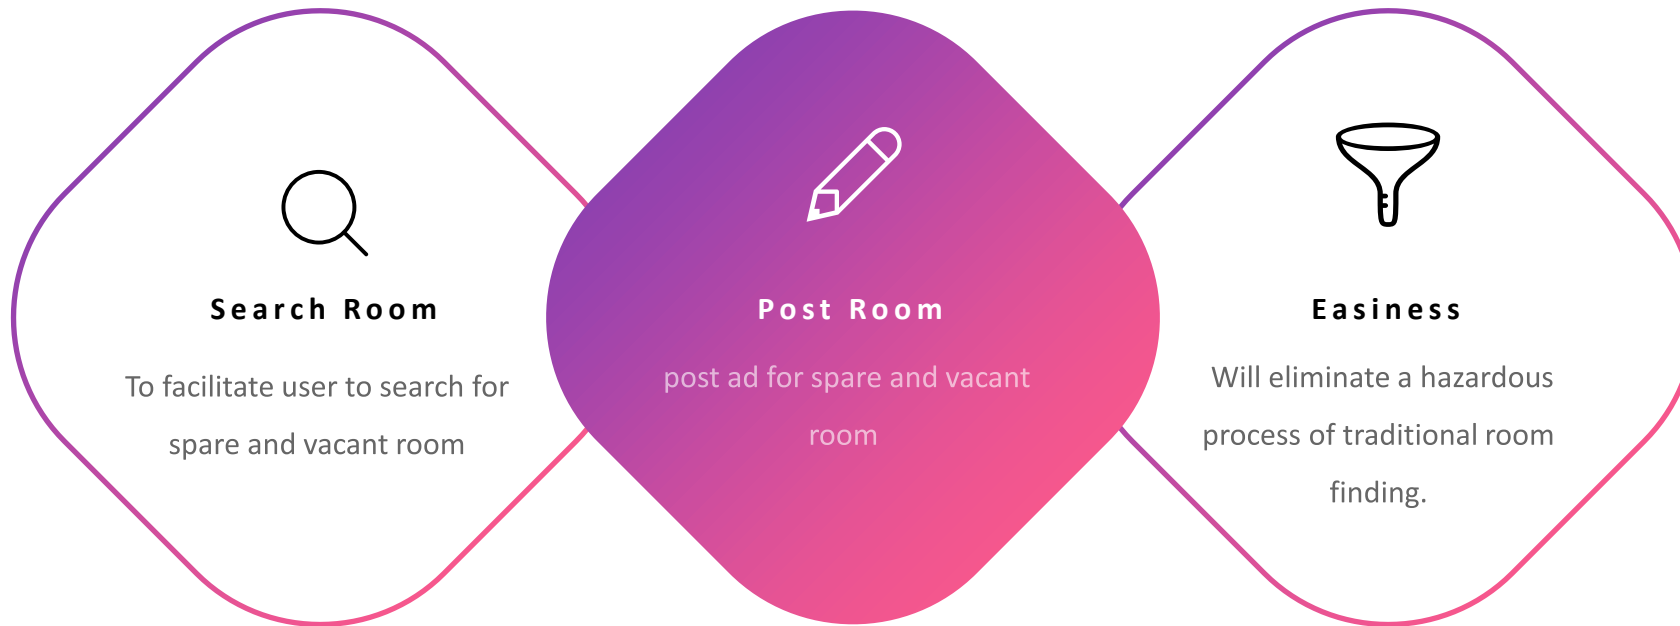 Search Room
To facilitate user to search for
spare and vacant room
Post Room
post ad for spare and vacant
room
Easiness
Will eliminate a hazardous
process of traditional room
finding.